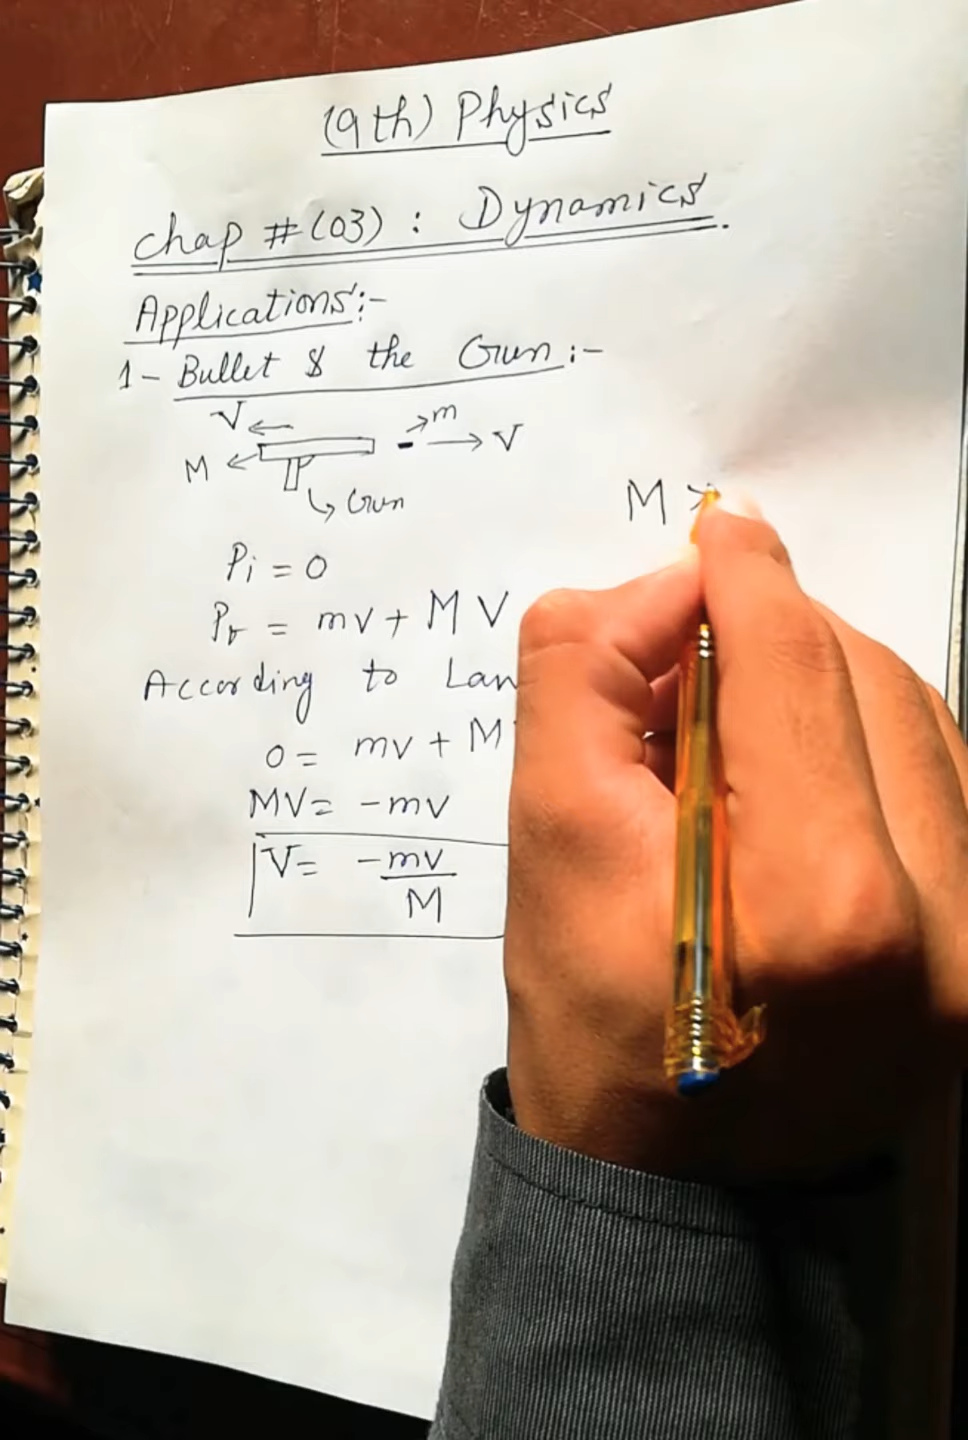 (9th) Physics
Chap # (03) : Dynamics.
Applications:-
1- Bullet & the Gun :-
V m
V
M
Gun
M >
Pi = 0
Pf = mv + M V
According to Law
0 = mv + M
MV = -mv
V = -mv
M